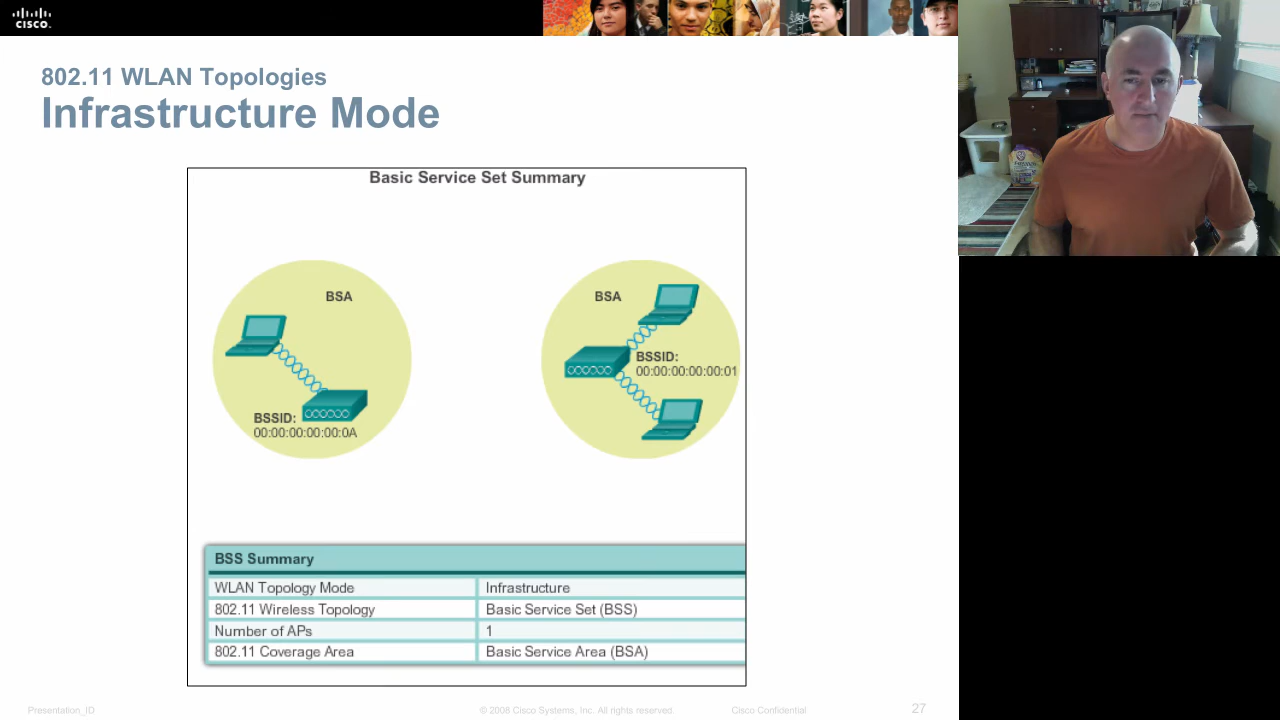 cisco.
802.11 WLAN Topologies
Infrastructure Mode
Basic Service Set Summary
BSA
BSSID:
00:00:00:00:00:0A
BSA
BSSID:
00:00:00:00:00:01
BSS Summary
WLAN Topology Mode Infrastructure
802.11 Wireless Topology Basic Service Set (BSS)
Number of APs 1
802.11 Coverage Area Basic Service Area (BSA)
Presentation_ID © 2008 Cisco Systems, Inc. All rights reserved. Cisco Confidential 27